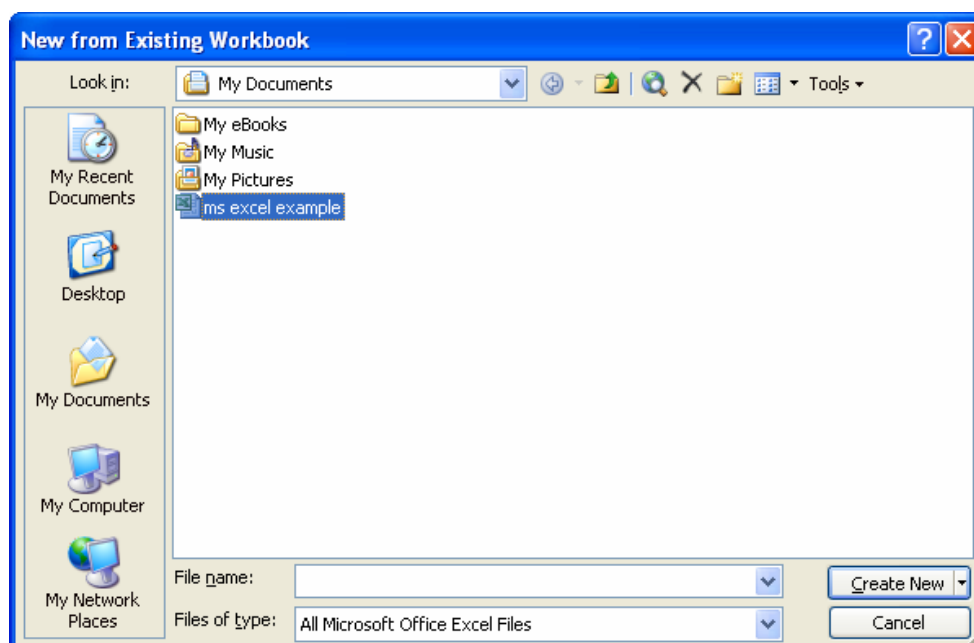 New from Existing Workbook
?
Look in:
My Documents
Tools
My Recent
Documents
Desktop
My Documents
My Computer
My Network
Places
My eBooks
My Music
My Pictures
ms excel example
File name:
Create New
Files of type:
All Microsoft Office Excel Files
Cancel